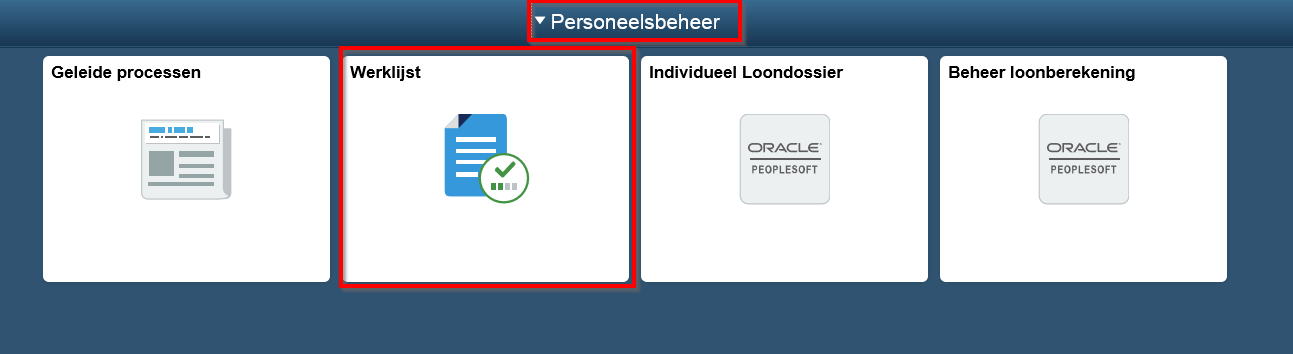 Personeelsbeheer
Geleide processen
Werklijst
Individueel Loondossier
Beheer loonberekening
ORACLE®
PEOPLESOFT
ORACLE®
PEOPLESOFT